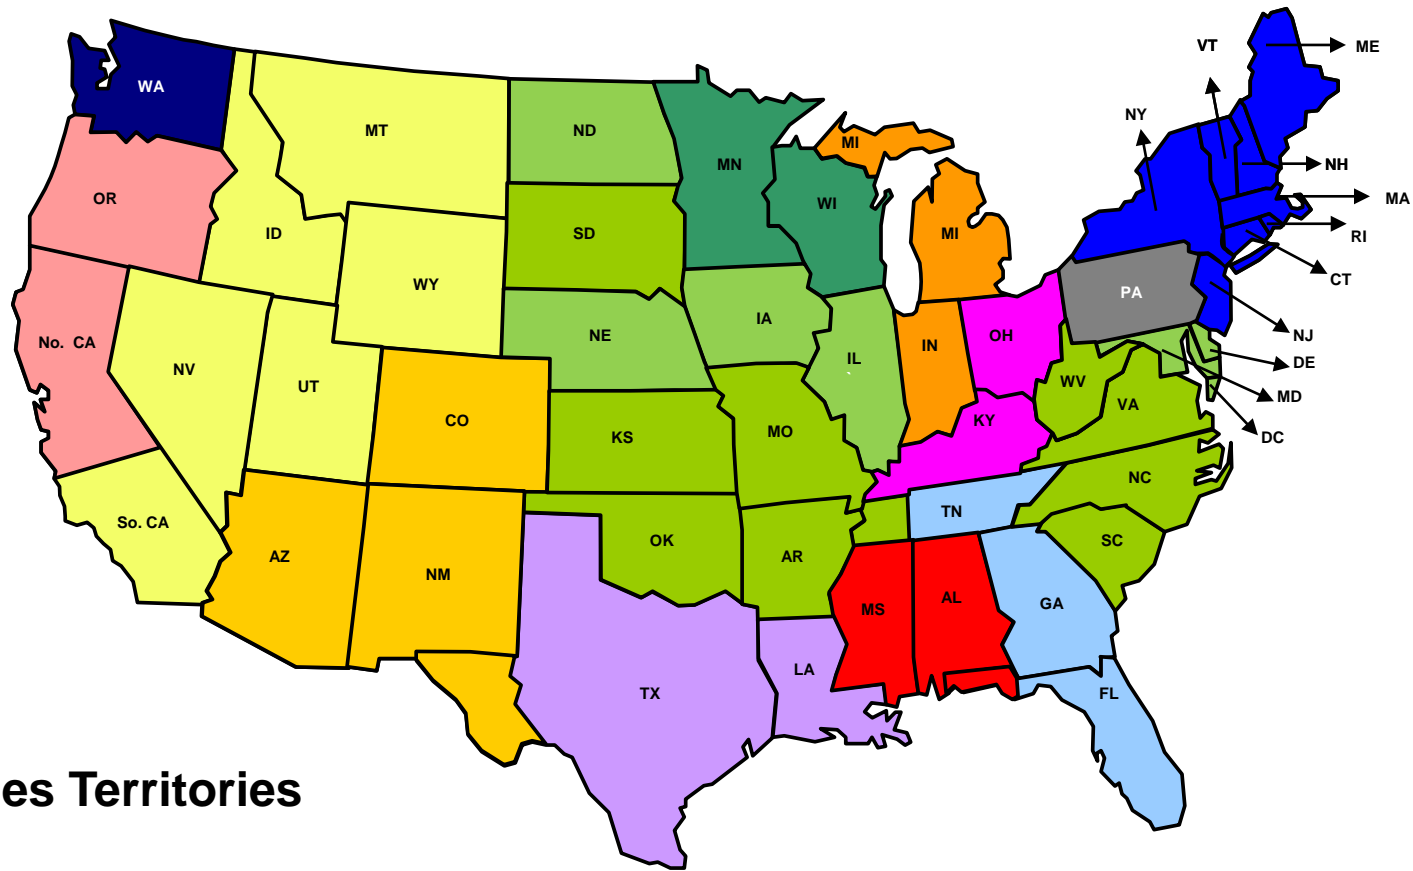 VT
ME
WA
NY
MT
ND
MI
MN
NH
OR
WI
MA
ID
SD
MI
RI
WY
CT
PA
IA
NE
OH
NJ
No. CA
IN
IL
DE
NV
UT
WV
MD
VA
CO
KY
KS
MO
DC
NC
TN
So. CA
OK
SC
AZ
AR
NM
AL
GA
MS
LA
TX
FL
es Territories